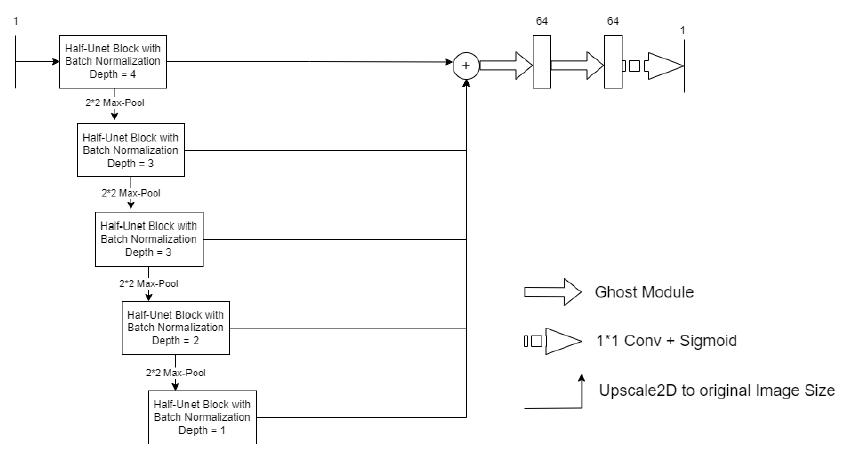 1
64
64
1
Half-Unet Block with
Batch Normalization
Depth = 4
+
2*2 Max-Pool
Half-Unet Block with
Batch Normalization
Depth = 3
2*2 Max-Pool
Half-Unet Block with
Batch Normalization
Depth = 3
2*2 Max-Pool
Half-Unet Block with
Batch Normalization
Depth = 2
2*2 Max-Pool
Half-Unet Block with
Batch Normalization
Depth = 1
Ghost Module
1*1 Conv + Sigmoid
Upscale2D to original Image Size